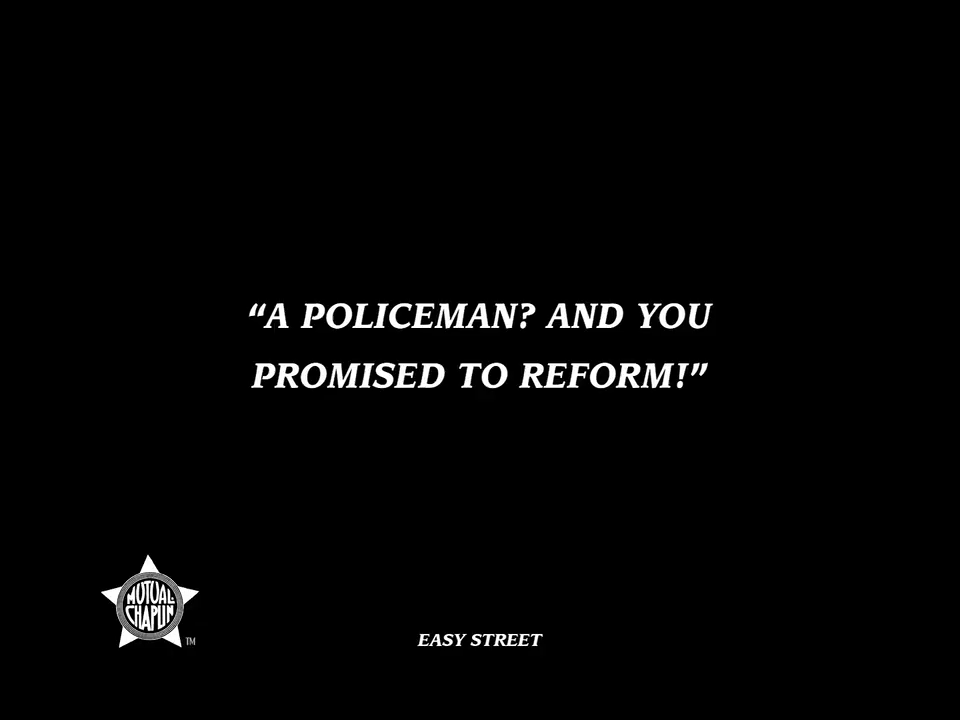 “A POLICEMAN? AND YOU
PROMISED TO REFORM!”
MUTUAL-
CHAPLIN
TM
EASY STREET